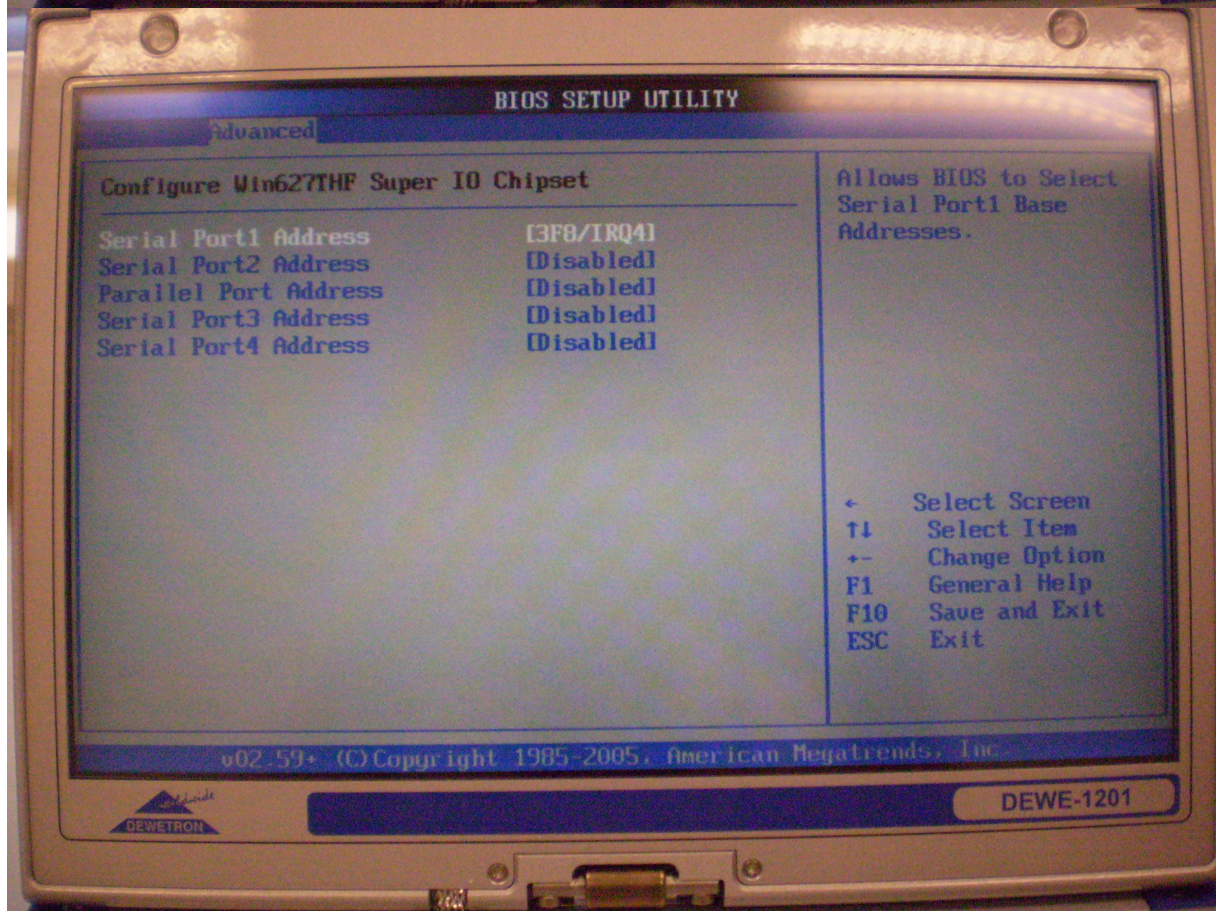 BIOS SETUP UTILITY
Advanced
Configure Win627THF Super IO Chipset
Serial Port1 Address [3F8/IRQ4]
Serial Port2 Address [Disabled]
Parallel Port Address [Disabled]
Serial Port3 Address [Disabled]
Serial Port4 Address [Disabled]
Allows BIOS to Select
Serial Port1 Base
Addresses.
← Select Screen
↑↓ Select Item
+- Change Option
F1 General Help
F10 Save and Exit
ESC Exit
v02.59+ (C)Copyright 1985-2005, American Megatrends, Inc.
worldwide
DEWETRON
DEWE-1201